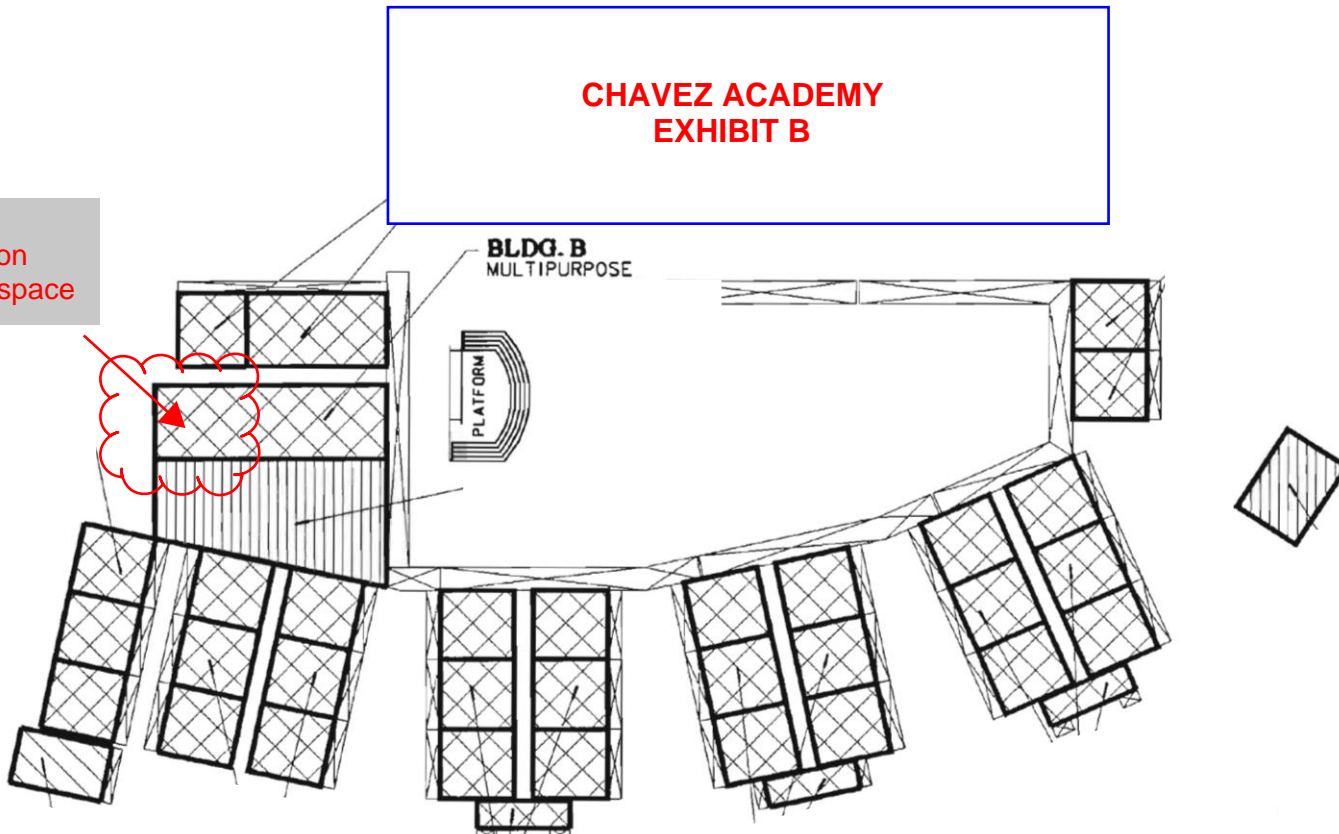 CHAVEZ ACADEMY
EXHIBIT B
on
space
BLDG. B
MULTIPURPOSE
PLATFORM